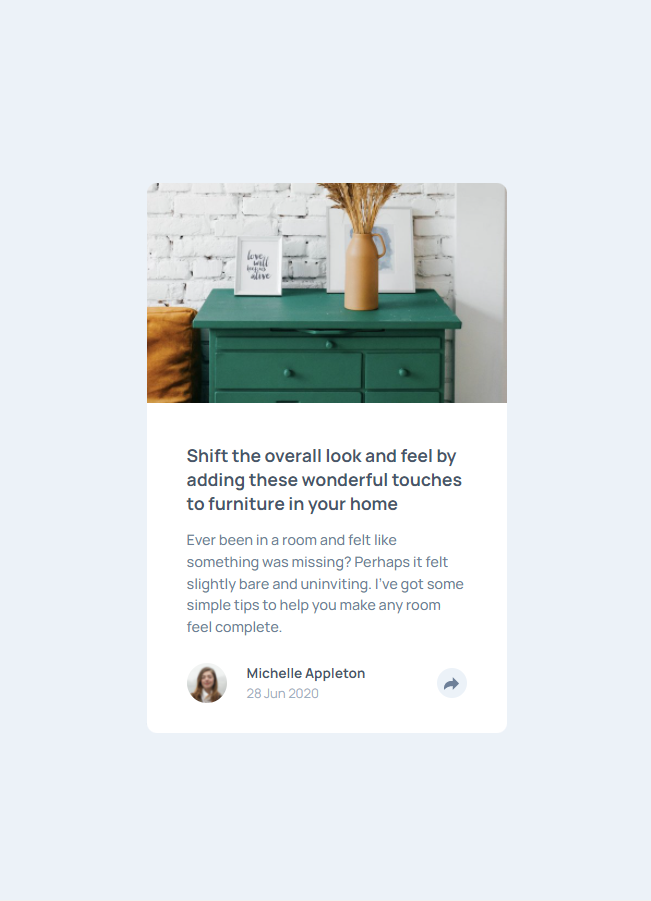 love
will
alive
Shift the overall look and feel by
adding these wonderful touches
to furniture in your home
Ever been in a room and felt like
something was missing? Perhaps it felt
slightly bare and uninviting. I've got some
simple tips to help you make any room
feel complete.
Michelle Appleton
28 Jun 2020